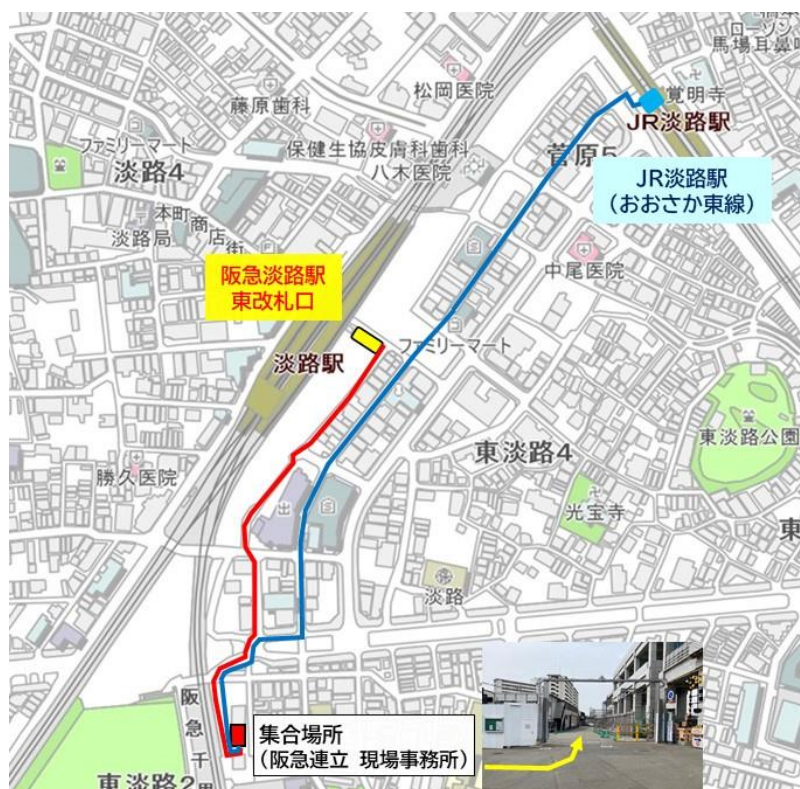 ローソン
馬場耳鼻
松岡医院
覚明寺
JR淡路駅
藤原歯科
ファミリーマート
保健生協皮膚科歯科
八木医院
菅原5
淡路4
JR淡路駅
（おおさか東線）
本町商店街
淡路局
中尾医院
阪急淡路駅
東改札口
ファミリーマート
淡路駅
東淡路公園
東淡路4
勝久医院
出
光宝寺
東
淡路
阪急千里
集合場所
（阪急連立 現場事務所）
東淡路2